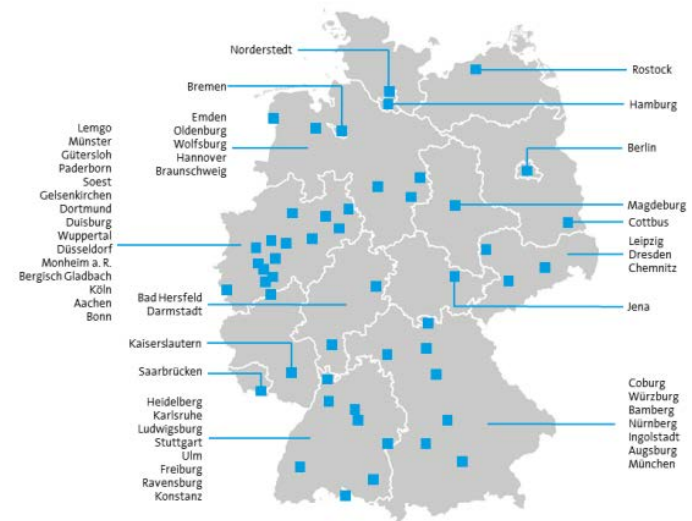 Norderstedt
Rostock
Bremen
Hamburg
Emden
Oldenburg
Wolfsburg
Hannover
Braunschweig
Lemgo
Münster
Gütersloh
Paderborn
Soest
Gelsenkirchen
Dortmund
Duisburg
Wuppertal
Düsseldorf
Monheim a. R.
Bergisch Gladbach
Köln
Aachen
Bonn
Berlin
Magdeburg
Cottbus
Leipzig
Dresden
Chemnitz
Jena
Bad Hersfeld
Darmstadt
Kaiserslautern
Saarbrücken
Heidelberg
Karlsruhe
Ludwigsburg
Stuttgart
Ulm
Freiburg
Ravensburg
Konstanz
Coburg
Würzburg
Bamberg
Nürnberg
Ingolstadt
Augsburg
München